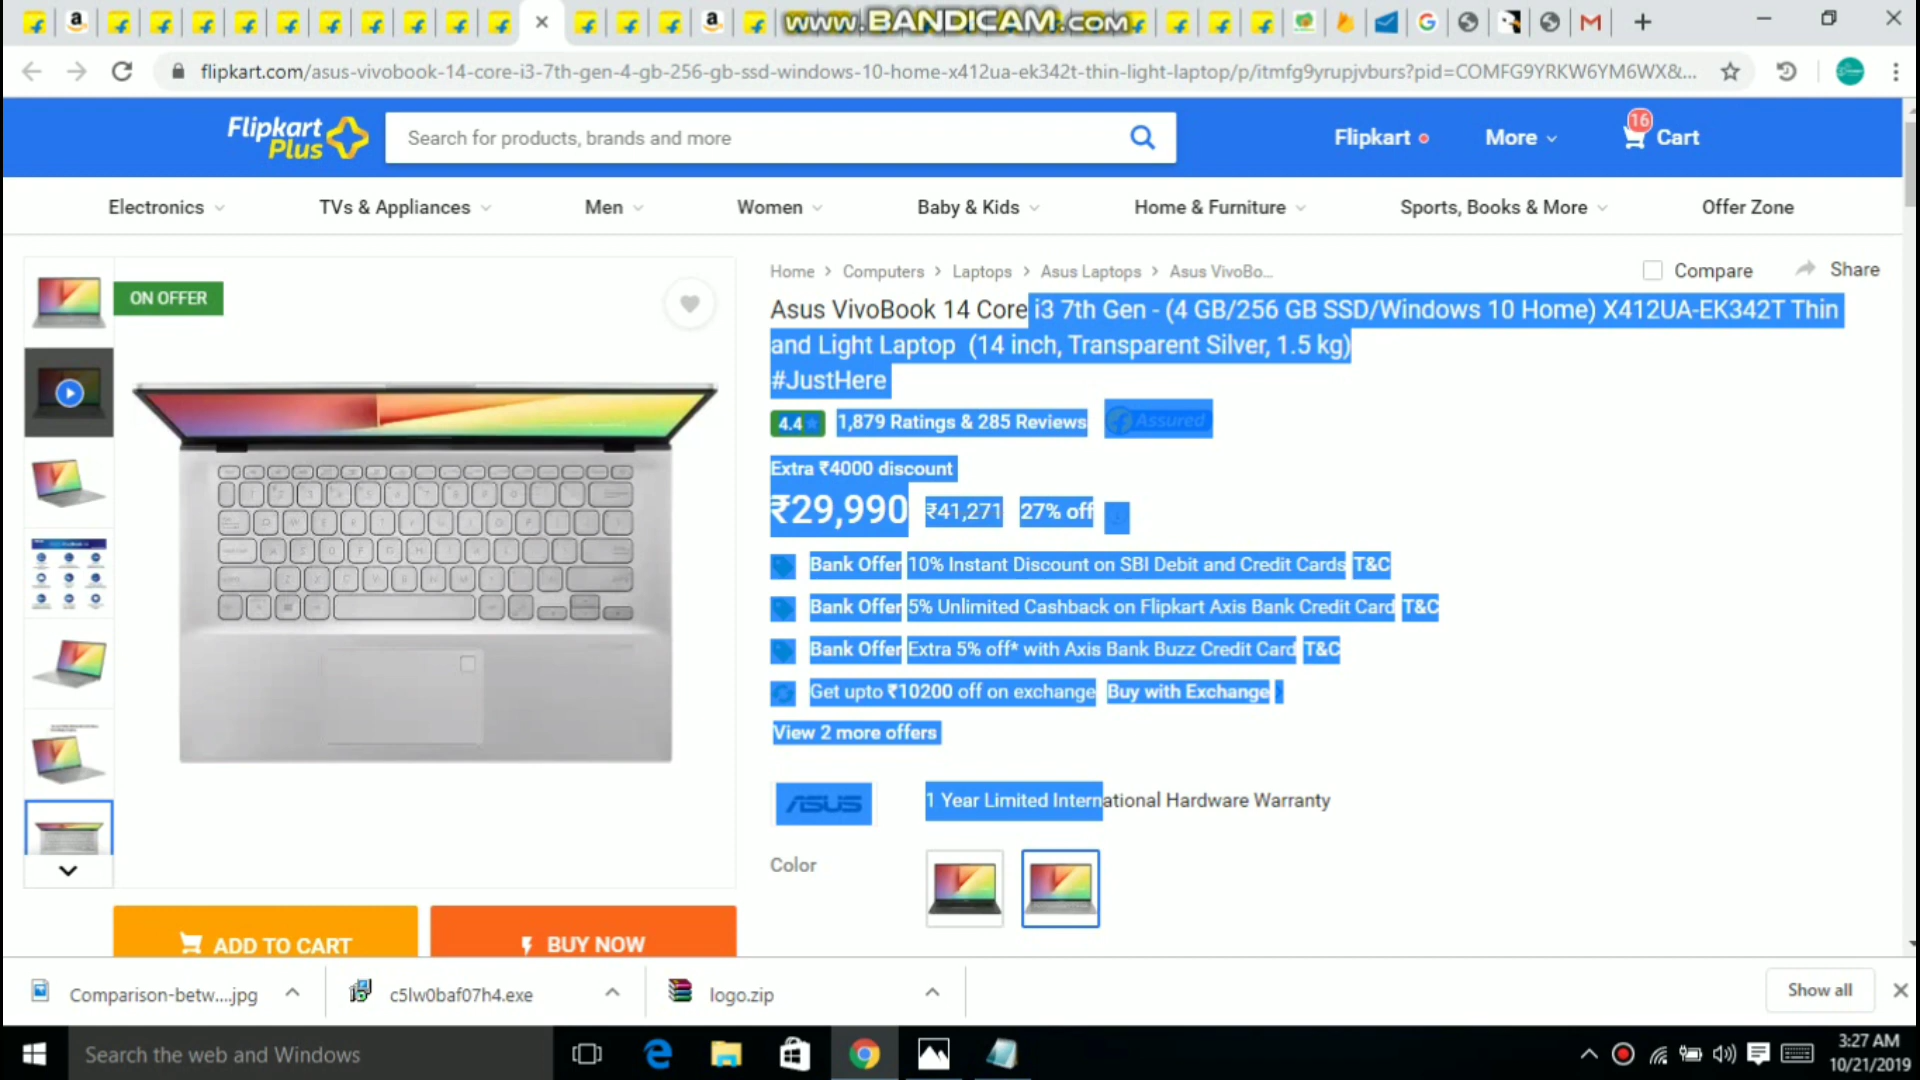 www.BANDICAM.com
flipkart.com/asus-vivobook-14-core-i3-7th-gen-4-gb-256-gb-ssd-windows-10-home-x412ua-ek342t-thin-light-laptop/p/itmfg9yrupjvburs?pid=COMFG9YRKW6YM6WX&...
Flipkart Plus
Search for products, brands and more
Flipkart
More
16
Cart
Electronics
TVs & Appliances
Men
Women
Baby & Kids
Home & Furniture
Sports, Books & More
Offer Zone
ON OFFER
Home > Computers > Laptops > Asus Laptops > Asus VivoBo...
Compare
Share
Asus VivoBook 14 Core i3 7th Gen - (4 GB/256 GB SSD/Windows 10 Home) X412UA-EK342T Thin
and Light Laptop (14 inch, Transparent Silver, 1.5 kg)
#JustHere
4.4
1,879 Ratings & 285 Reviews
Assured
Extra ₹4000 discount
₹29,990 ₹41,271 27% off
Bank Offer 10% Instant Discount on SBI Debit and Credit Cards T&C
Bank Offer 5% Unlimited Cashback on Flipkart Axis Bank Credit Card T&C
Bank Offer Extra 5% off* with Axis Bank Buzz Credit Card T&C
Get upto ₹10200 off on exchange Buy with Exchange
View 2 more offers
ASUS
1 Year Limited International Hardware Warranty
Color
ADD TO CART
BUY NOW
Comparison-betw....jpg
c5lw0baf07h4.exe
logo.zip
Show all
Search the web and Windows
3:27 AM
10/21/2019